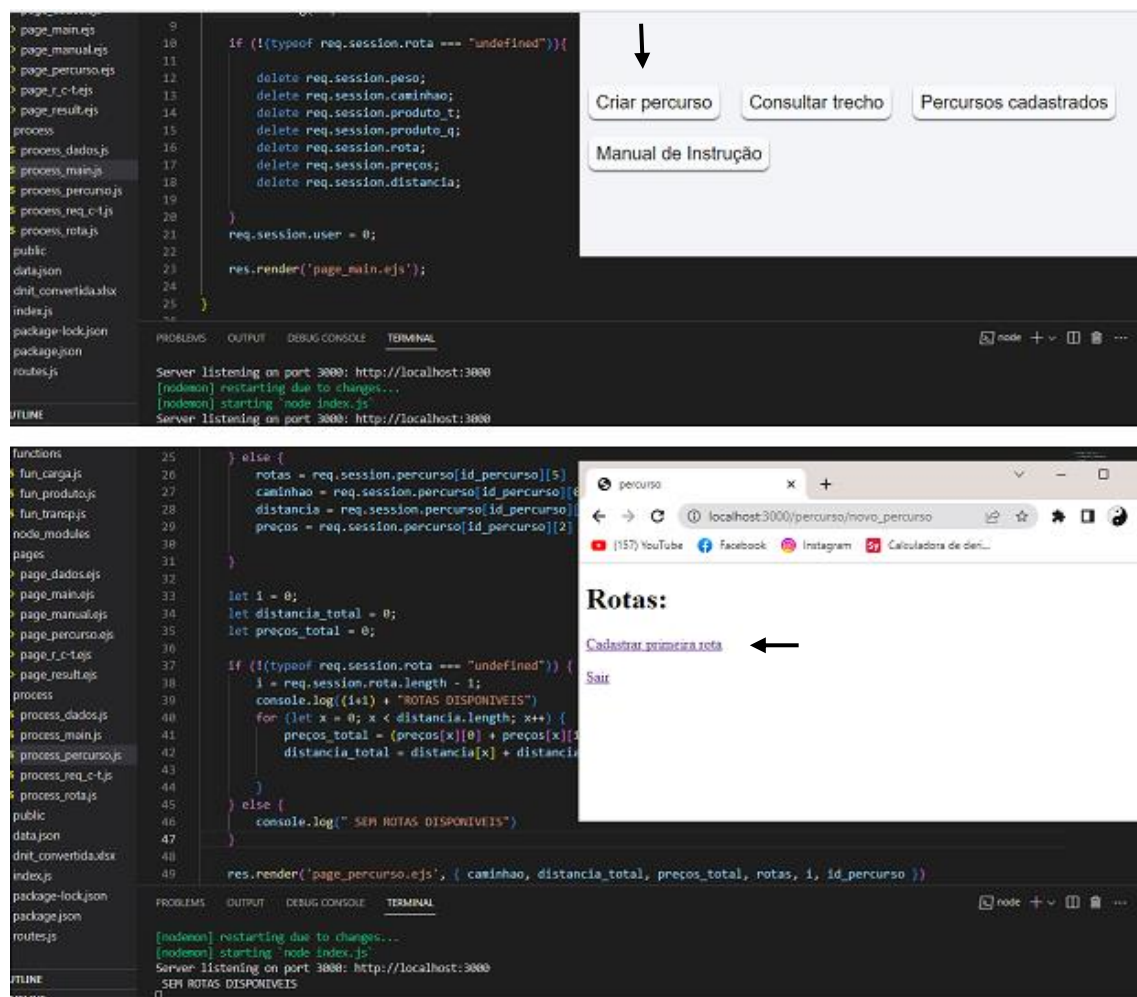 page_main.ejs
page_manual.ejs
page_percurso.ejs
page_r_c-t.ejs
page_result.ejs
process
process_dados.js
process_main.js
process_percurso.js
process_req_c-t.js
process_rota.js
public
data.json
dnit_convertida.xlsx
index.js
package-lock.json
package.json
routes.js
UTLINE
9
10 if (!(typeof req.session.rota === "undefined")){
11
12 delete req.session.peso;
13 delete req.session.caminhao;
14 delete req.session.produto_t;
15 delete req.session.produto_q;
16 delete req.session.rota;
17 delete req.session.preços;
18 delete req.session.distancia;
19
20 }
21 req.session.user = 0;
22
23 res.render('page_main.ejs');
24
25 }
Criar percurso Consultar trecho Percursos cadastrados
Manual de Instrução
PROBLEMS OUTPUT DEBUG CONSOLE TERMINAL node
Server listening on port 3000: http://localhost:3000
[nodemon] restarting due to changes...
[nodemon] starting `node index.js`
Server listening on port 3000: http://localhost:3000
functions
fun_carga.js
fun_produto.js
fun_transp.js
node_modules
pages
page_dados.ejs
page_main.ejs
page_manual.ejs
page_percurso.ejs
page_r_c-t.ejs
page_result.ejs
process
process_dados.js
process_main.js
process_percurso.js
process_req_c-t.js
process_rota.js
public
data.json
dnit_convertida.xlsx
index.js
package-lock.json
package.json
routes.js
UTLINE
25 } else {
26 rotas = req.session.percurso[id_percurso][5]
27 caminhao = req.session.percurso[id_percurso][
28 distancia = req.session.percurso[id_percurso]
29 preços = req.session.percurso[id_percurso][2]
30
31 }
32
33 let i = 0;
34 let distancia_total = 0;
35 let preços_total = 0;
36
37 if (!(typeof req.session.rota === "undefined")) {
38 i = req.session.rota.length - 1;
39 console.log((i+1) + "ROTAS DISPONIVEIS")
40 for (let x = 0; x < distancia.length; x++) {
41 preços_total = (preços[x][0] + preços[x][1
42 distancia_total = distancia[x] + distancia
43
44 }
45 } else {
46 console.log(" SEM ROTAS DISPONIVEIS")
47 }
48
49 res.render('page_percurso.ejs', { caminhao, distancia_total, preços_total, rotas, i, id_percurso })
percurso
localhost:3000/percurso/novo_percurso
(157) YouTube Facebook Instagram Sy Calculadora de deri...
Rotas:
Cadastrar primeira rota
Sair
PROBLEMS OUTPUT DEBUG CONSOLE TERMINAL node
[nodemon] restarting due to changes...
[nodemon] starting `node index.js`
Server listening on port 3000: http://localhost:3000
SEM ROTAS DISPONIVEIS